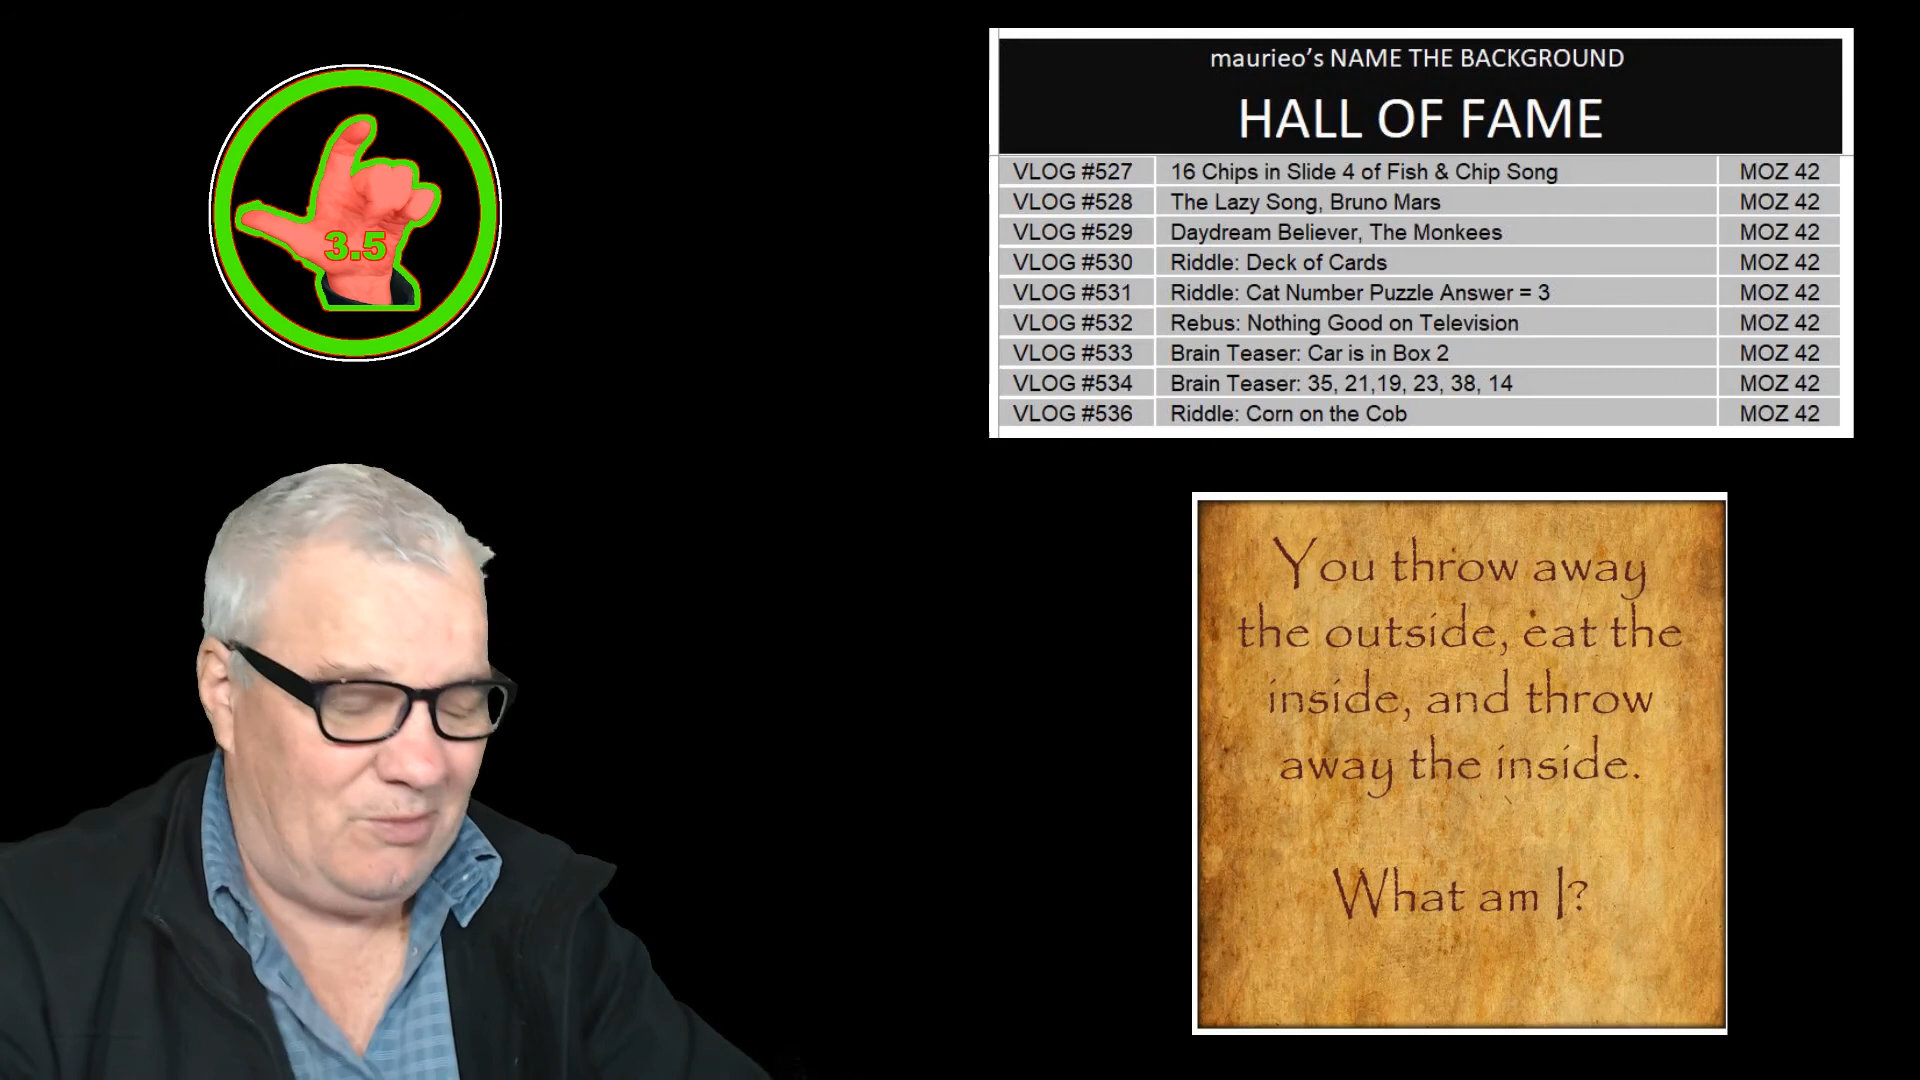 3.5
maurieo’s NAME THE BACKGROUND
HALL OF FAME
VLOG #527 16 Chips in Slide 4 of Fish & Chip Song MOZ 42
VLOG #528 The Lazy Song, Bruno Mars MOZ 42
VLOG #529 Daydream Believer, The Monkees MOZ 42
VLOG #530 Riddle: Deck of Cards MOZ 42
VLOG #531 Riddle: Cat Number Puzzle Answer = 3 MOZ 42
VLOG #532 Rebus: Nothing Good on Television MOZ 42
VLOG #533 Brain Teaser: Car is in Box 2 MOZ 42
VLOG #534 Brain Teaser: 35, 21,19, 23, 38, 14 MOZ 42
VLOG #536 Riddle: Corn on the Cob MOZ 42
You throw away
the outside, eat the
inside, and throw
away the inside.
What am I?